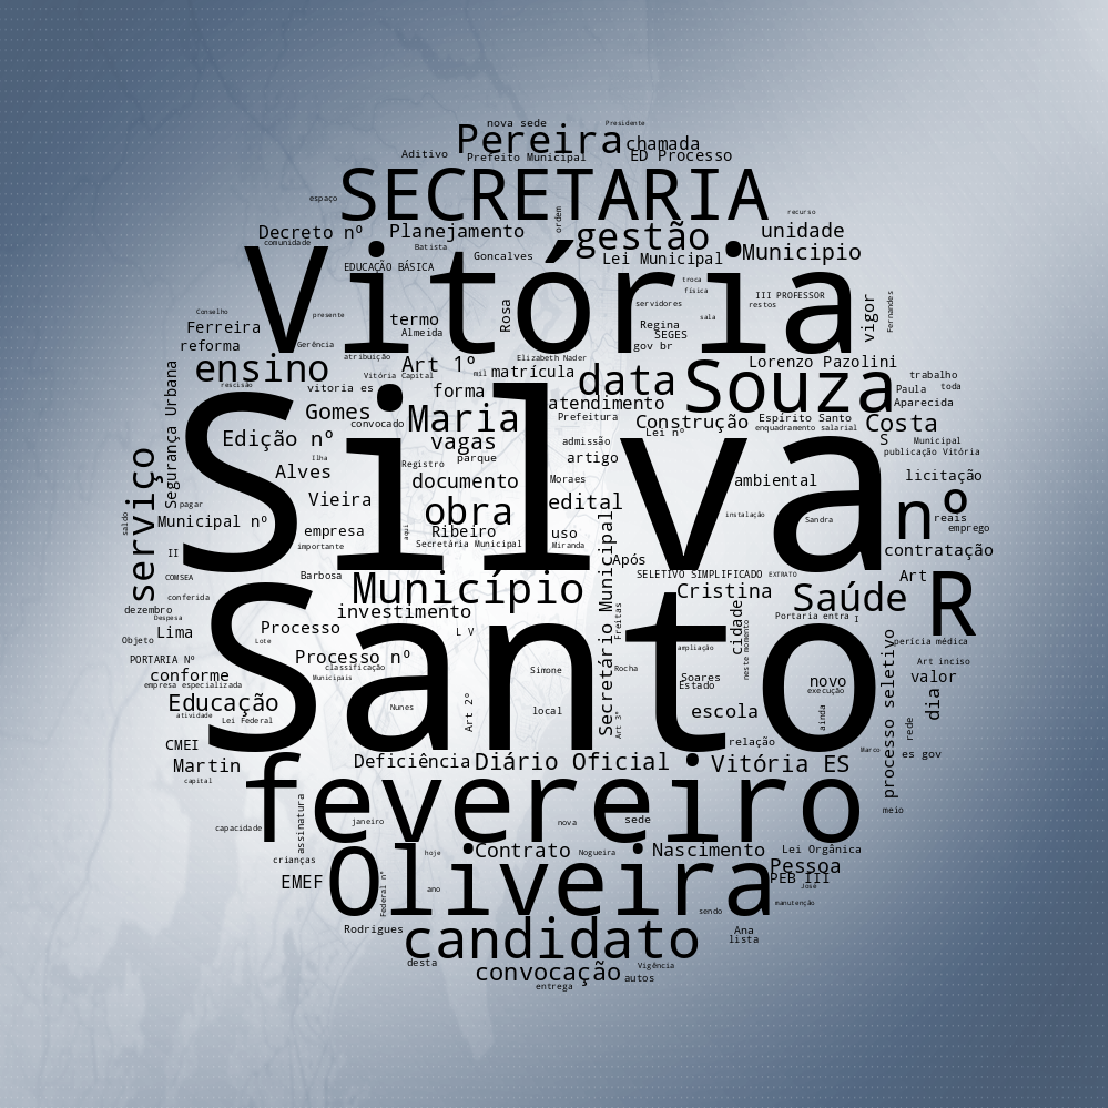 nova sede
Presidente
Pereira
chamada
Aditivo
Prefeito Municipal
ED Processo
SECRETARIA
espaço
ordem
recurso
Decreto nº
Planejamento
gestão
unidade
comunidade
Batista
Goncalves
Lei Municipal
Municipio
Vitória
EDUCAÇÃO BÁSICA
troca
física
III PROFESSOR
restos
servidores
Rosa
vigor
Fernandes
Conselho
presente
termo
sala
Ferreira
Almeida
Regina
SEGES
reforma
Gerência
gov br
atribuição
Elizabeth Nader
Lorenzo Pazolini
ensino
Art 1º
mil
matrícula
data
Souza
Vitória Capital
trabalho
rescisão
vitoria es
forma
Paula
toda
Segurança Urbana
atendimento
Aparecida
Gomes
Maria
Prefeitura
Espírito Santo
Costa
convocado
Construção
enquadramento salarial
Edição nº
vagas
Lei nº
S
Municipal
admissão
publicação Vitória
Ilha
parque
artigo
Silva
Registro
Alves
documento
Moraes
ambiental
licitação
serviço
Vieira
obra
edital
nº
pagar
reais
saúde
Municipal nº
empresa
aqui
Ribeiro
uso
instalação
Sandra
emprego
II
importante
Secretária Municipal
Miranda
contratação
Após
COMSEA
Barbosa
SELETIVO SIMPLIFICADO
EXTRATO
Art
Município
Cristina
Saúde
R
conferida
dezembro
investimento
Secretário Municipal
Freitas
cidade
Portaria entra
I
Despesa
Lima
Processo
L V
Objeto
Lote
Santo
ampliação
perícia médica
PORTARIA Nº
Processo nº
classificação
Simone
Rocha
neste momento
processo seletivo
Art inciso
conforme
Municipais
Soares
Estado
novo
valor
empresa especializada
execução
Educação
Nunes
Art 2º
local
Art 3º
escola
ainda
dia
atividade
Lei Federal
rede
CMEI
relação
Marco
es gov
Martin
Deficiência
Diário Oficial
Vitória ES
capital
fevereiro
assinatura
meio
capacidade
janeiro
nova
sede
crianças
hoje
Contrato
Nogueira
Nascimento
Lei Orgânica
Pessoa
EMEF
Oliveira
Federal nº
ano
PEB III
José
sendo
manutenção
Rodrigues
candidato
Ana
lista
desta
convocação
autos
Vigência
entrega